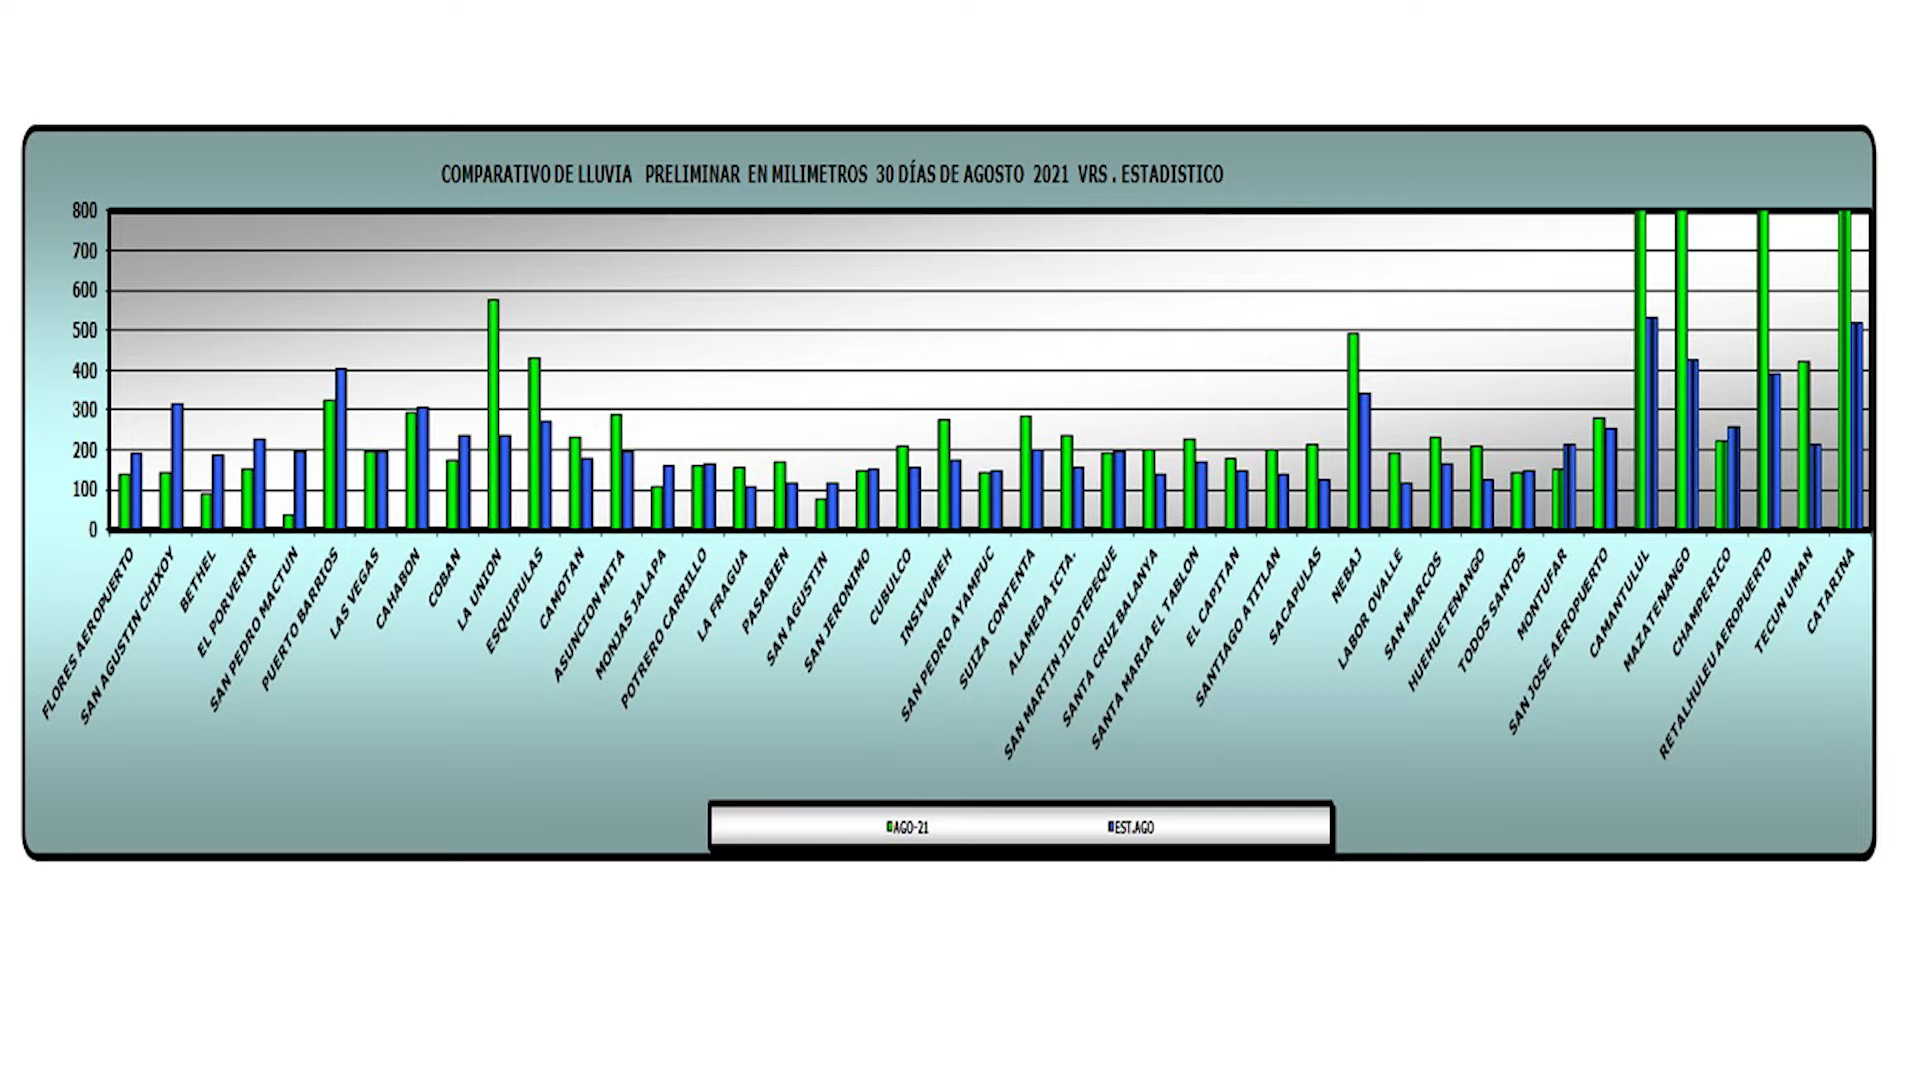 COMPARATIVO DE LLUVIA PRELIMINAR EN MILIMETROS 30 DÍAS DE AGOSTO 2021 VRS . ESTADISTICO
800
700
600
500
400
300
200
100
0
FLORES AEROPUERTO
SAN AGUSTIN CHIXOY
BETHEL
EL PORVENIR
SAN PEDRO MACTUN
PUERTO BARRIOS
LAS VEGAS
CAHABON
COBAN
LA UNION
ESQUIPULAS
CAMOTAN
ASUNCION MITA
MONJAS JALAPA
POTRERO CARRILLO
LA FRAGUA
PASABIEN
SAN AGUSTIN
SAN JERONIMO
CUBULCO
INSIVUMEH
SAN PEDRO AYAMPUC
SUIZA CONTENTA
ALAMEDA ICTA.
SAN MARTIN JILOTEPEQUE
SANTA CRUZ BALANYA
SANTA MARIA EL TABLON
EL CAPITAN
SANTIAGO ATITLAN
SACAPULAS
NEBAJ
LABOR OVALLE
SAN MARCOS
HUEHUETENANGO
TODOS SANTOS
MONTUFAR
SAN JOSE AEROPUERTO
CAMANTULUL
MAZATENANGO
CHAMPERICO
RETALHULEU AEROPUERTO
TECUN UMAN
CATARINA
AGO-21
EST.AGO